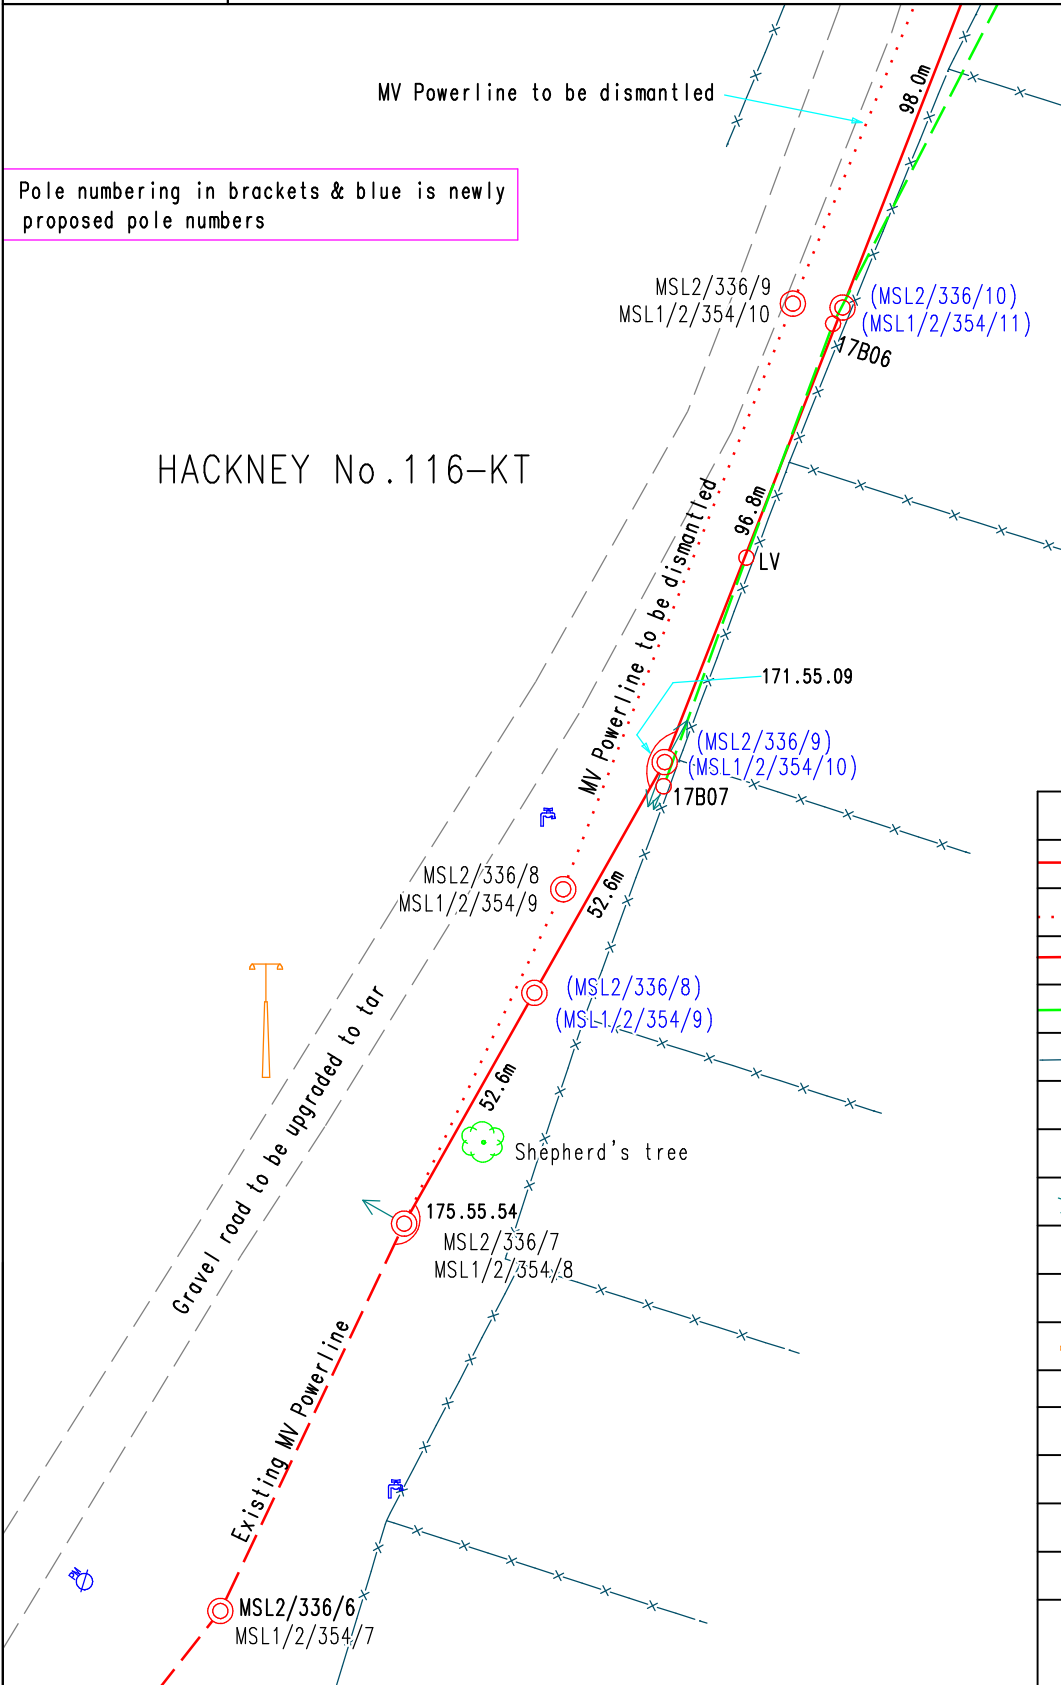 98.0m
MV Powerline to be dismantled
Pole numbering in brackets & blue is newly
proposed pole numbers
MSL2/336/9
MSL1/2/354/10
(MSL2/336/10)
(MSL1/2/354/11)
17B06
HACKNEY No.116-KT
96.8m
LV
MV Powerline to be dismantled
171.55.09
(MSL2/336/9)
(MSL1/2/354/10)
17B07
MSL2/336/8
MSL1/2/354/9
52.6m
(MSL2/336/8)
(MSL1/2/354/9)
Gravel road to be upgraded to tar
52.6m
Shepherd's tree
175.55.54
MSL2/336/7
MSL1/2/354/8
Existing MV Powerline
PM
MSL2/336/6
MSL1/2/354/7